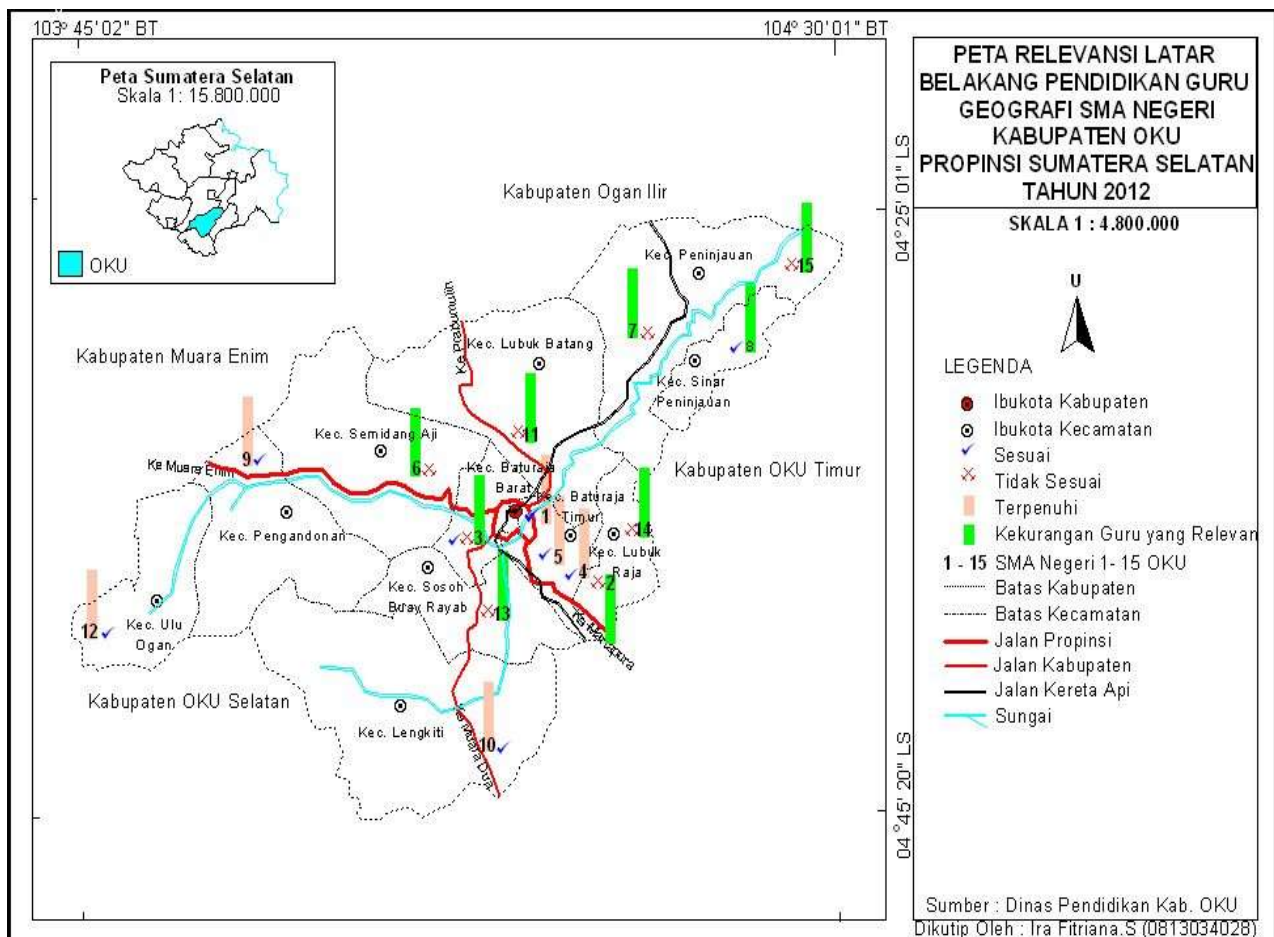 103° 45' 02" BT
104° 30' 01" BT
Peta Sumatera Selatan
Skala 1: 15.800.000
OKU
PETA RELEVANSI LATAR
BELAKANG PENDIDIKAN GURU
GEOGRAFI SMA NEGERI
KABUPATEN OKU
PROPINSI SUMATERA SELATAN
TAHUN 2012
SKALA 1 : 4.800.000
U
LEGENDA
Ibukota Kabupaten
Ibukota Kecamatan
Sesuai
Tidak Sesuai
Terpenuhi
Kekurangan Guru yang Relevan
1 - 15 SMA Negeri 1- 15 OKU
Batas Kabupaten
Batas Kecamatan
Jalan Propinsi
Jalan Kabupaten
Jalan Kereta Api
Sungai
Sumber : Dinas Pendidikan Kab. OKU
Dikutip Oleh : Ira Fitriana.S (0813034028)
04° 25' 01" LS
04° 45' 20" LS
Kabupaten Ogan Ilir
Kec. Peninjauan
15
7
8
Kabupaten Muara Enim
Ke Prabumulih
Kec. Lubuk Batang
Kec. Sinar
Peninjauan
11
9
Kec. Semidang Aji
6
Ke Muara Enim
Kec. Baturaja
Barat
Kabupaten OKU Timur
Kec. Baturaja
Timur
1
3
14
Kec. Pengandonan
5
4
Kec. Lubuk
Raja
2
Kec. Sosoh
Buay Rayab
13
12
Kec. Ulu
Ogan
Ke Martapura
Kabupaten OKU Selatan
Kec. Lengkiti
10
Ke Muara Dua